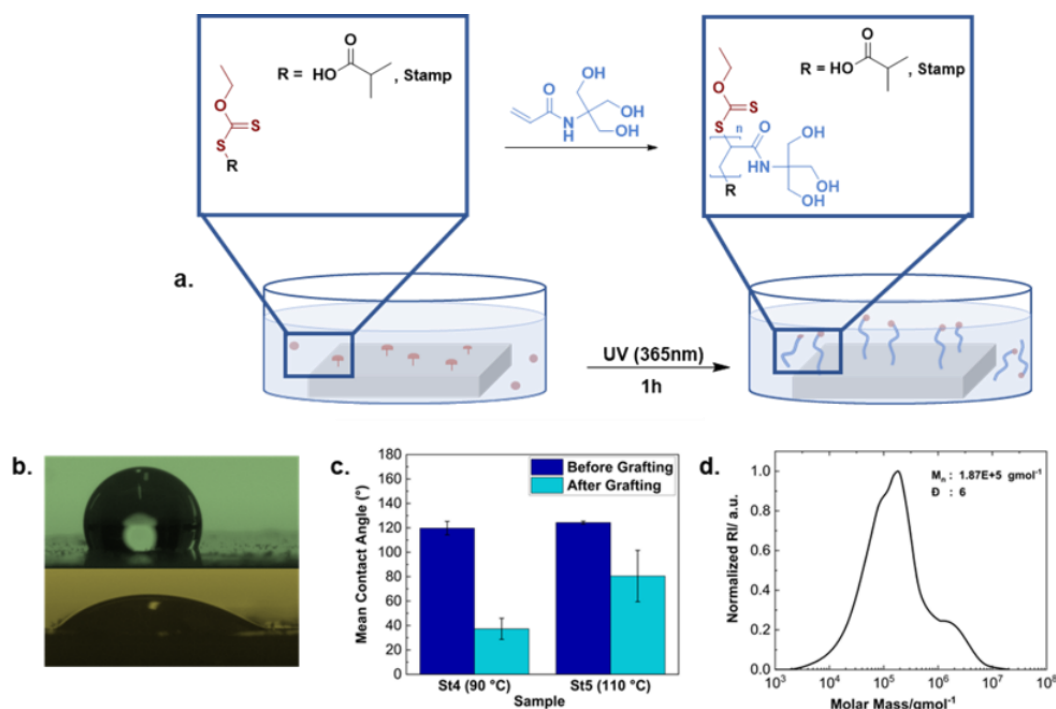 O
R = HO , Stamp
O
S
S
R
O
N
H
OH
OH
OH
O
R = HO , Stamp
O
S
S
n
O
HN
OH
OH
OH
R
a.
UV (365nm)
1h
b.
c.
Mean Contact Angle (°)
180
160
140
120
100
80
60
40
20
0
Before Grafting
After Grafting
St4 (90 °C) St5 (110 °C)
Sample
d.
Normalized RI/ a.u.
1.0
0.8
0.6
0.4
0.2
0.0
Mn : 1.87E+5 gmol-1
Đ : 6
10³ 10⁴ 10⁵ 10⁶ 10⁷ 10⁸
Molar Mass/gmol-1